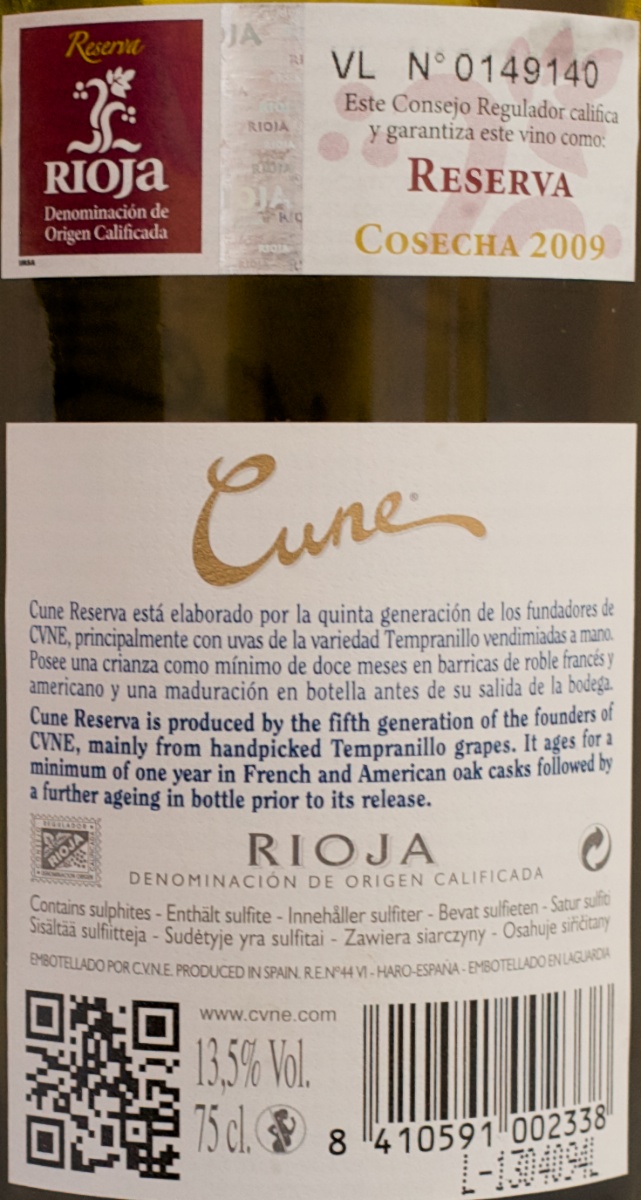 Reserva
RIOJA
Denominación de
Origen Calificada
VL Nº 0149140
Este Consejo Regulador califica
y garantiza este vino como:
RESERVA
COSECHA 2009
Cune
Cune Reserva está elaborado por la quinta generación de los fundadores de
CVNE, principalmente con uvas de la variedad Tempranillo vendimiadas a mano.
Posee una crianza como mínimo de doce meses en barricas de roble francés y
americano y una maduración en botella antes de su salida de la bodega.
Cune Reserva is produced by the fifth generation of the founders of
CVNE, mainly from handpicked Tempranillo grapes. It ages for a
minimum of one year in French and American oak casks followed by
a further ageing in bottle prior to its release.
RIOJA
RIOJA
DENOMINACIÓN DE ORIGEN CALIFICADA
Contains sulphites - Enthält sulfite - Innehåller sulfiter - Bevat sulfieten - Satur sulfiti
Sisältää sulfiitteja - Sudėtyje yra sulfitai - Zawiera siarczyny - Osahuje siřičitany
EMBOTELLADO POR C.V.N.E. PRODUCED IN SPAIN. R.E.Nº44 VI - HARO-ESPAÑA - EMBOTELLADO EN LAGUARDIA
www.cvne.com
13,5% Vol.
75 cl.
8 410591 002338
L-1304094L